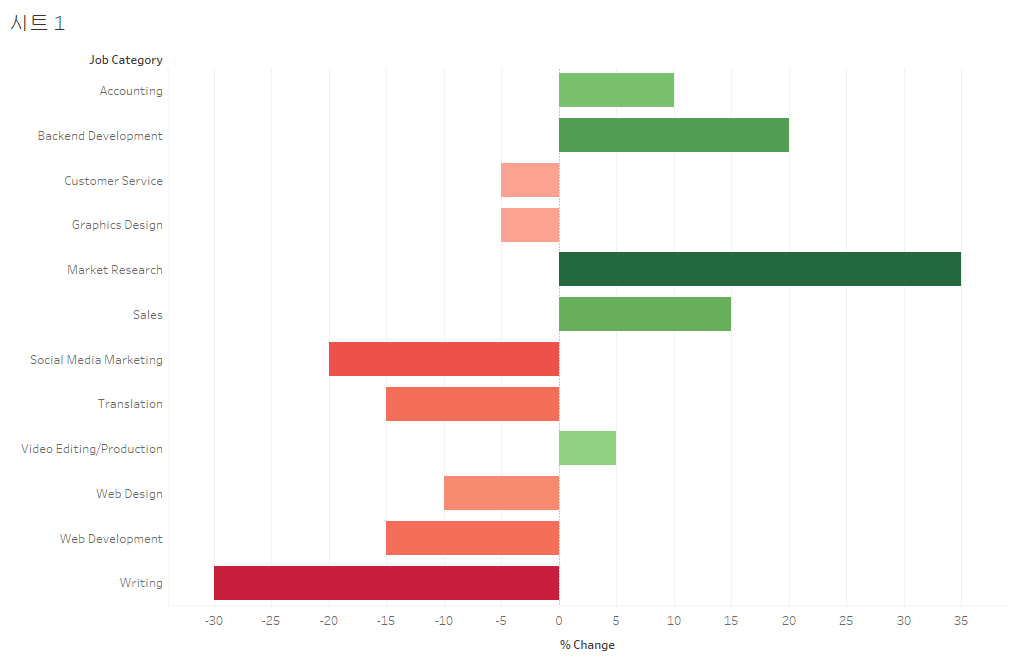 시트 1
Job Category
Accounting
Backend Development
Customer Service
Graphics Design
Market Research
Sales
Social Media Marketing
Translation
Video Editing/Production
Web Design
Web Development
Writing
-30 -25 -20 -15 -10 -5 0 5 10 15 20 25 30 35
% Change